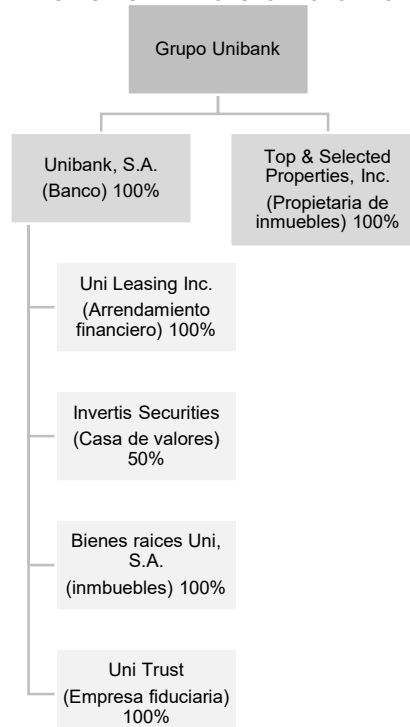 Grupo Unibank
Unibank, S.A.
(Banco) 100%
Top & Selected
Properties, Inc.
(Propietaria de
inmuebles) 100%
Uni Leasing Inc.
(Arrendamiento
financiero) 100%
Invertis Securities
(Casa de valores)
50%
Bienes raices Uni,
S.A.
(inmbuebles) 100%
Uni Trust
(Empresa fiduciaria)
100%